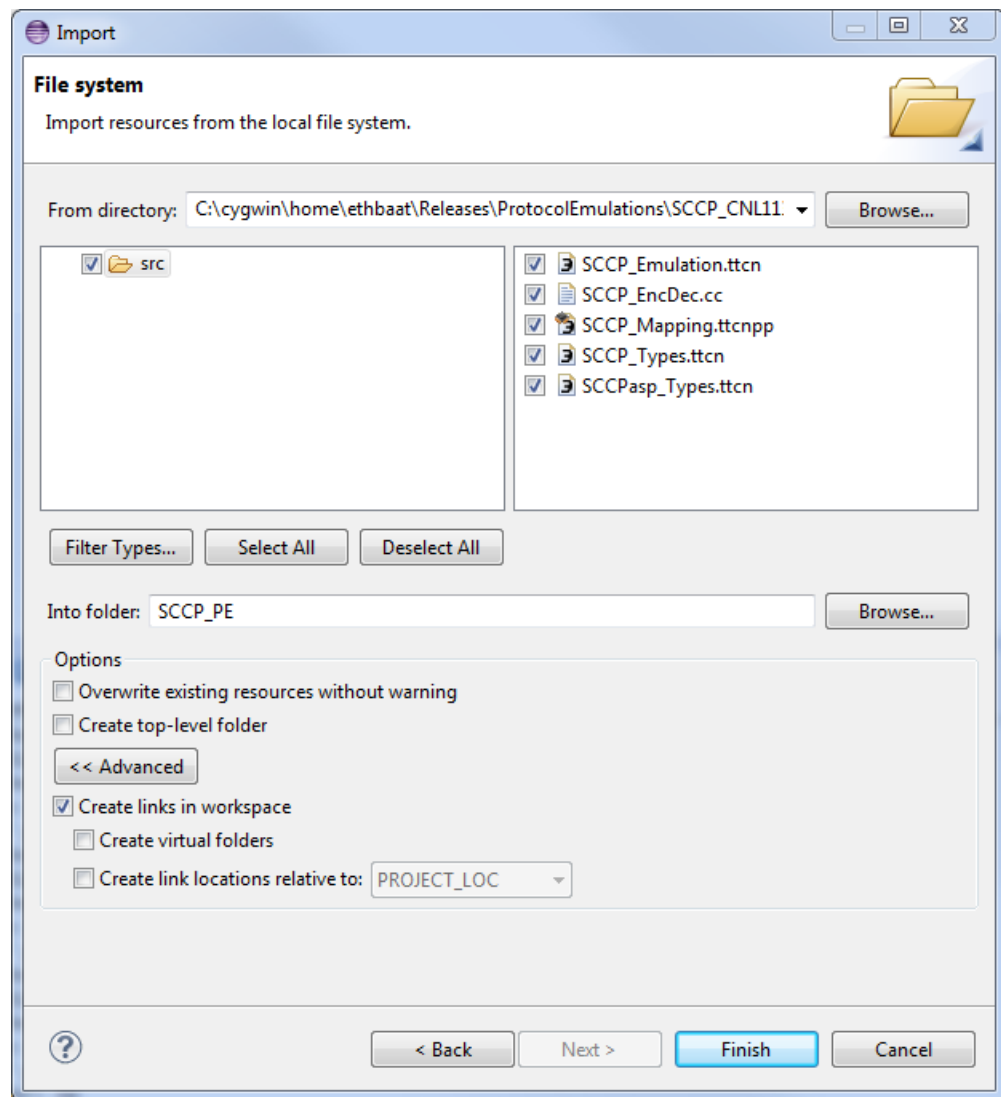 Import
File system
Import resources from the local file system.
From directory: C:\cygwin\home\ethbaat\Releases\ProtocolEmulations\SCCP_CNL11 Browse...
src
SCCP_Emulation.ttcn
SCCP_EncDec.cc
SCCP_Mapping.ttcnpp
SCCP_Types.ttcn
SCCPasp_Types.ttcn
Filter Types... Select All Deselect All
Into folder: SCCP_PE Browse...
Options
Overwrite existing resources without warning
Create top-level folder
<< Advanced
Create links in workspace
Create virtual folders
Create link locations relative to: PROJECT_LOC
? < Back Next > Finish Cancel